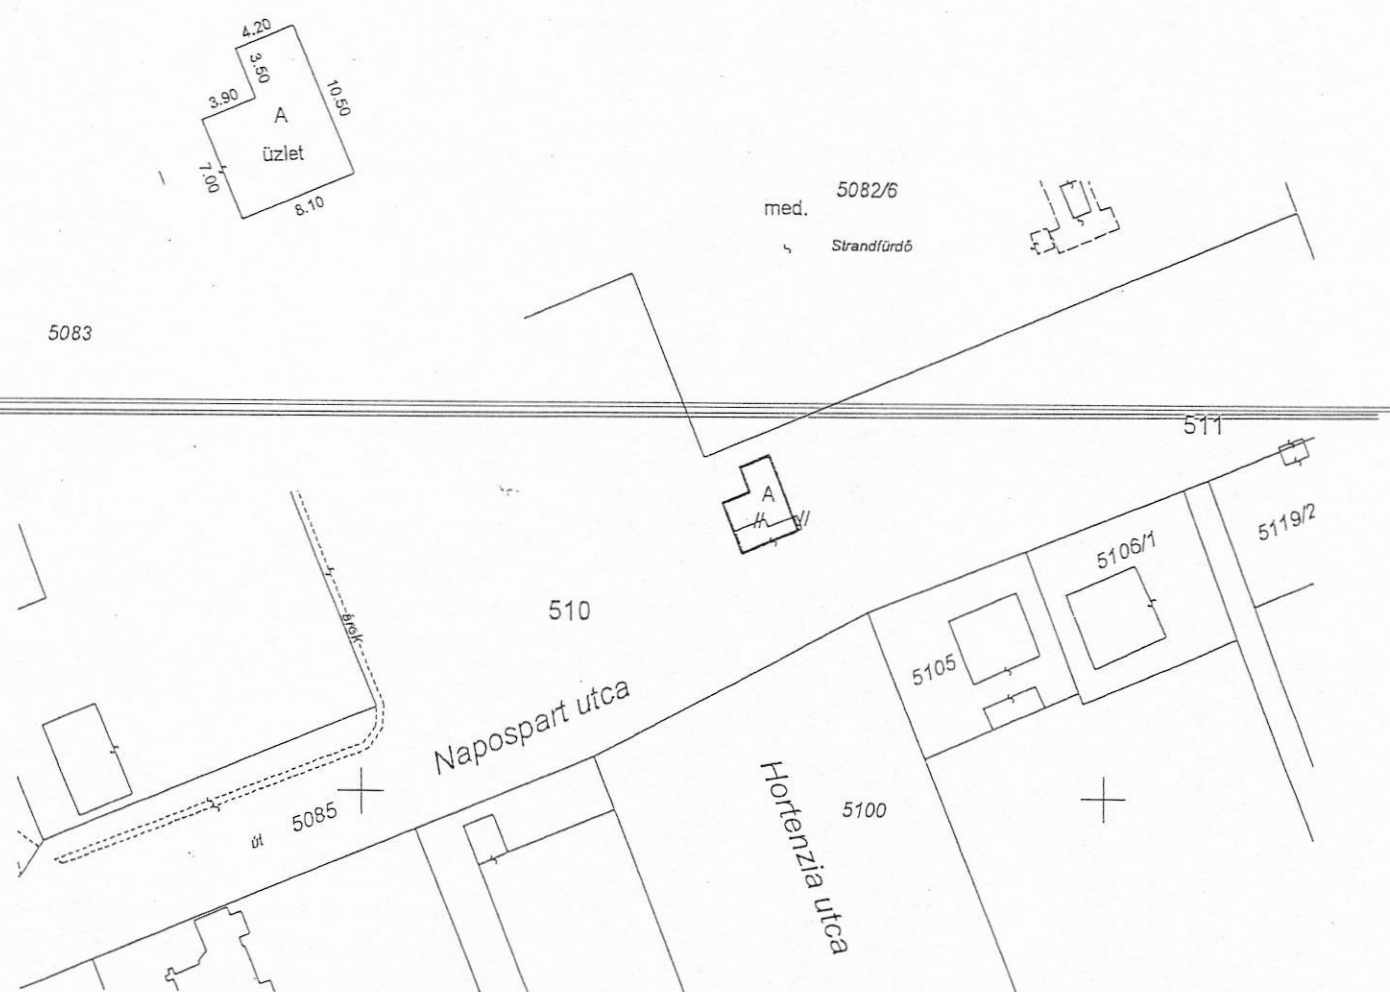 4.20
3.50
3.90
10.50
A
üzlet
7.00
8.10
5082/6
med.
Strandfürdő
5083
511
A
5119/2
5106/1
510
árok
5105
Napospart utca
Hortenzia utca
5100
5085
út